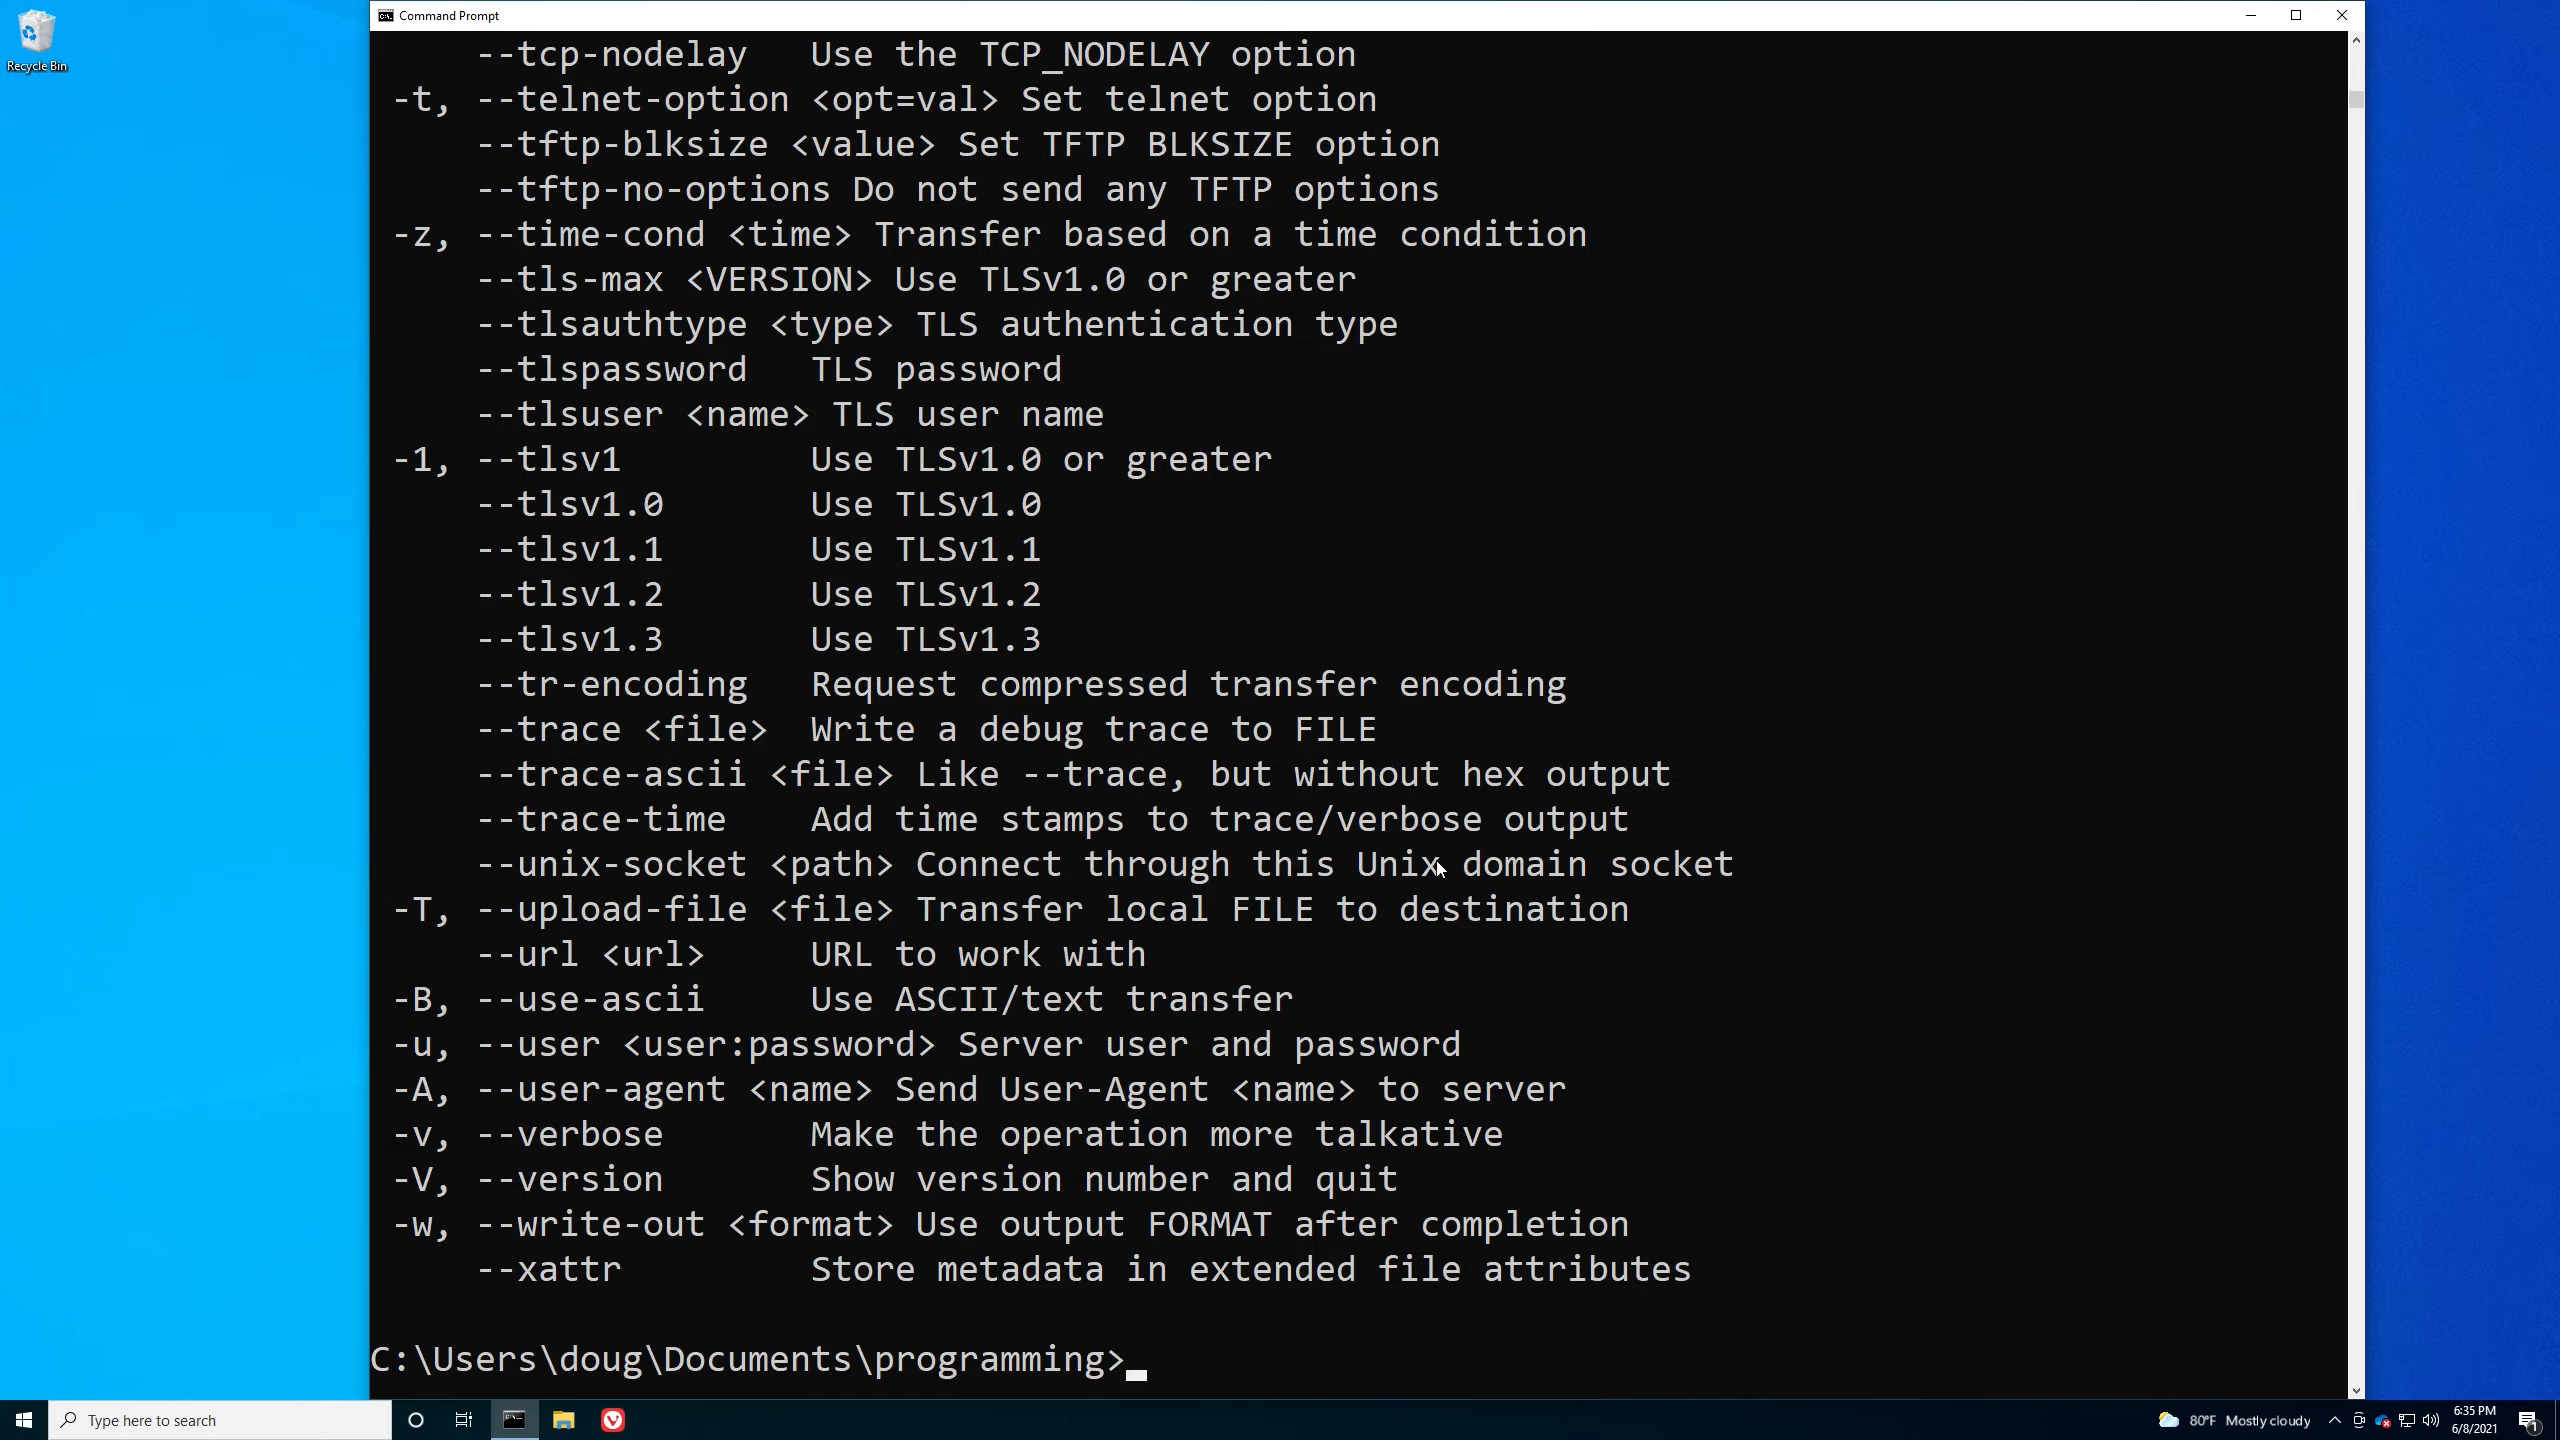 Recycle Bin
Command Prompt
     --tcp-nodelay   Use the TCP_NODELAY option
 -t, --telnet-option <opt=val> Set telnet option
     --tftp-blksize <value> Set TFTP BLKSIZE option
     --tftp-no-options Do not send any TFTP options
 -z, --time-cond <time> Transfer based on a time condition
     --tls-max <VERSION> Use TLSv1.0 or greater
     --tlsauthtype <type> TLS authentication type
     --tlspassword   TLS password
     --tlsuser <name> TLS user name
 -1, --tlsv1         Use TLSv1.0 or greater
     --tlsv1.0       Use TLSv1.0
     --tlsv1.1       Use TLSv1.1
     --tlsv1.2       Use TLSv1.2
     --tlsv1.3       Use TLSv1.3
     --tr-encoding   Request compressed transfer encoding
     --trace <file>  Write a debug trace to FILE
     --trace-ascii <file> Like --trace, but without hex output
     --trace-time    Add time stamps to trace/verbose output
     --unix-socket <path> Connect through this Unix domain socket
 -T, --upload-file <file> Transfer local FILE to destination
     --url <url>     URL to work with
 -B, --use-ascii     Use ASCII/text transfer
 -u, --user <user:password> Server user and password
 -A, --user-agent <name> Send User-Agent <name> to server
 -v, --verbose       Make the operation more talkative
 -V, --version       Show version number and quit
 -w, --write-out <format> Use output FORMAT after completion
     --xattr         Store metadata in extended file attributes
C:\Users\doug\Documents\programming>
Type here to search
80°F Mostly cloudy
6:35 PM
6/8/2021
1